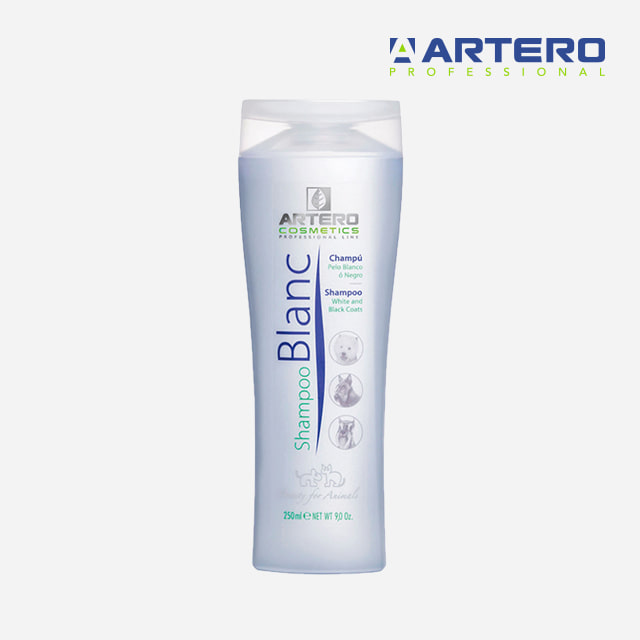 ARTERO
PROFESSIONAL
ARTERO
COSMETICS
PROFESSIONAL LINE
Champú
Pelo Blanco
ó Negro
Shampoo
White and
Black Coats
Shampoo Blanc
Beauty for Animals
250ml e NET WT 9,0 Oz.